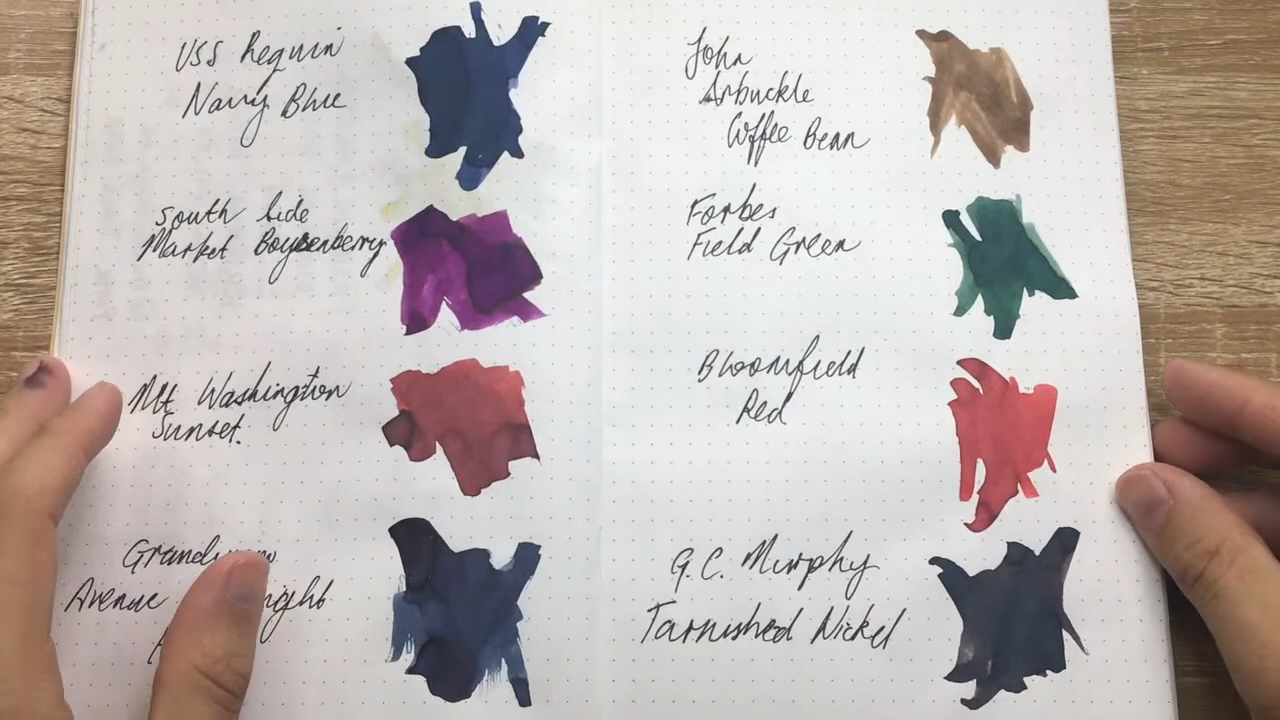 USS Requin
Navy Blue
South Side
Market Boysenberry
Mt Washington
Sunset.
Avenue
John
Arbuckle
Coffee Bean
Forbes
Field Green
Bloomfield
Red
G.C. Murphy
Tarnished Nickel